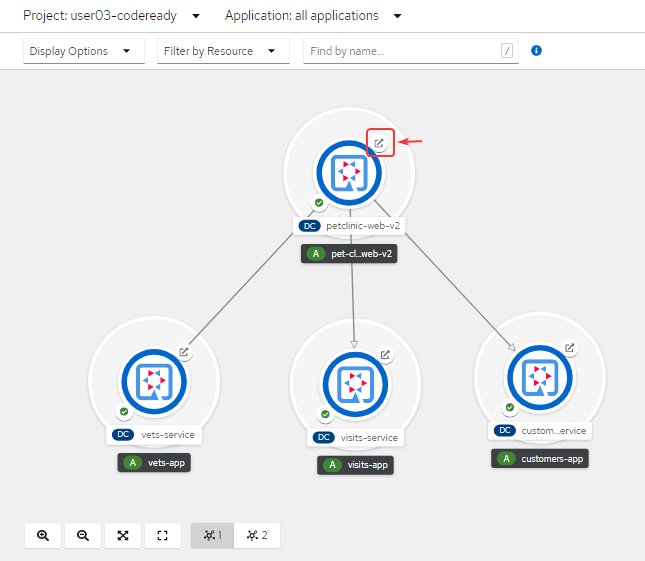 Project: user03-codeready Application: all applications
Display Options Filter by Resource Find by name... /
DC petclinic-web-v2
A pet-cl...web-v2
DC vets-service
A vets-app
DC visits-service
A visits-app
DC custom...ervice
A customers-app
1 2